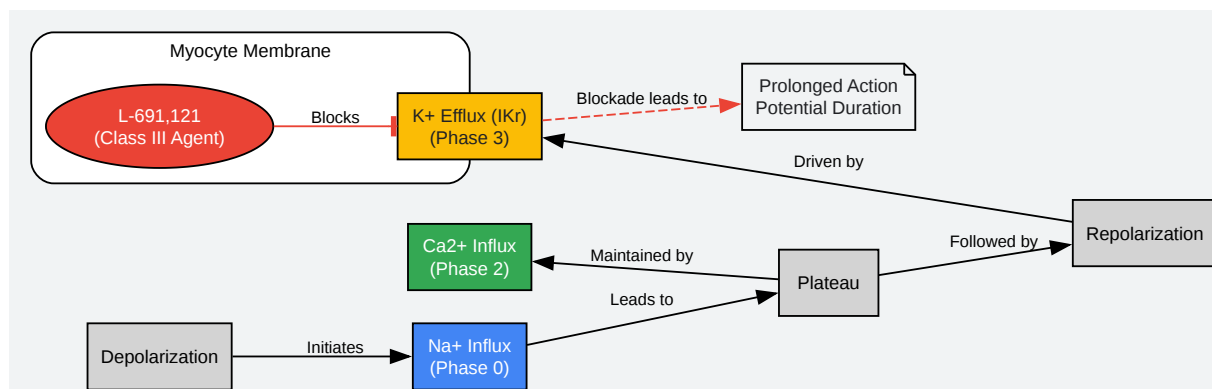 Myocyte Membrane
L-691,121
(Class III Agent)
Blocks
K+ Efflux (IKr)
(Phase 3)
Blockade leads to
Prolonged Action
Potential Duration
Driven by
Repolarization
Ca2+ Influx
(Phase 2)
Maintained by
Plateau
Followed by
Leads to
Depolarization
Initiates
Na+ Influx
(Phase 0)